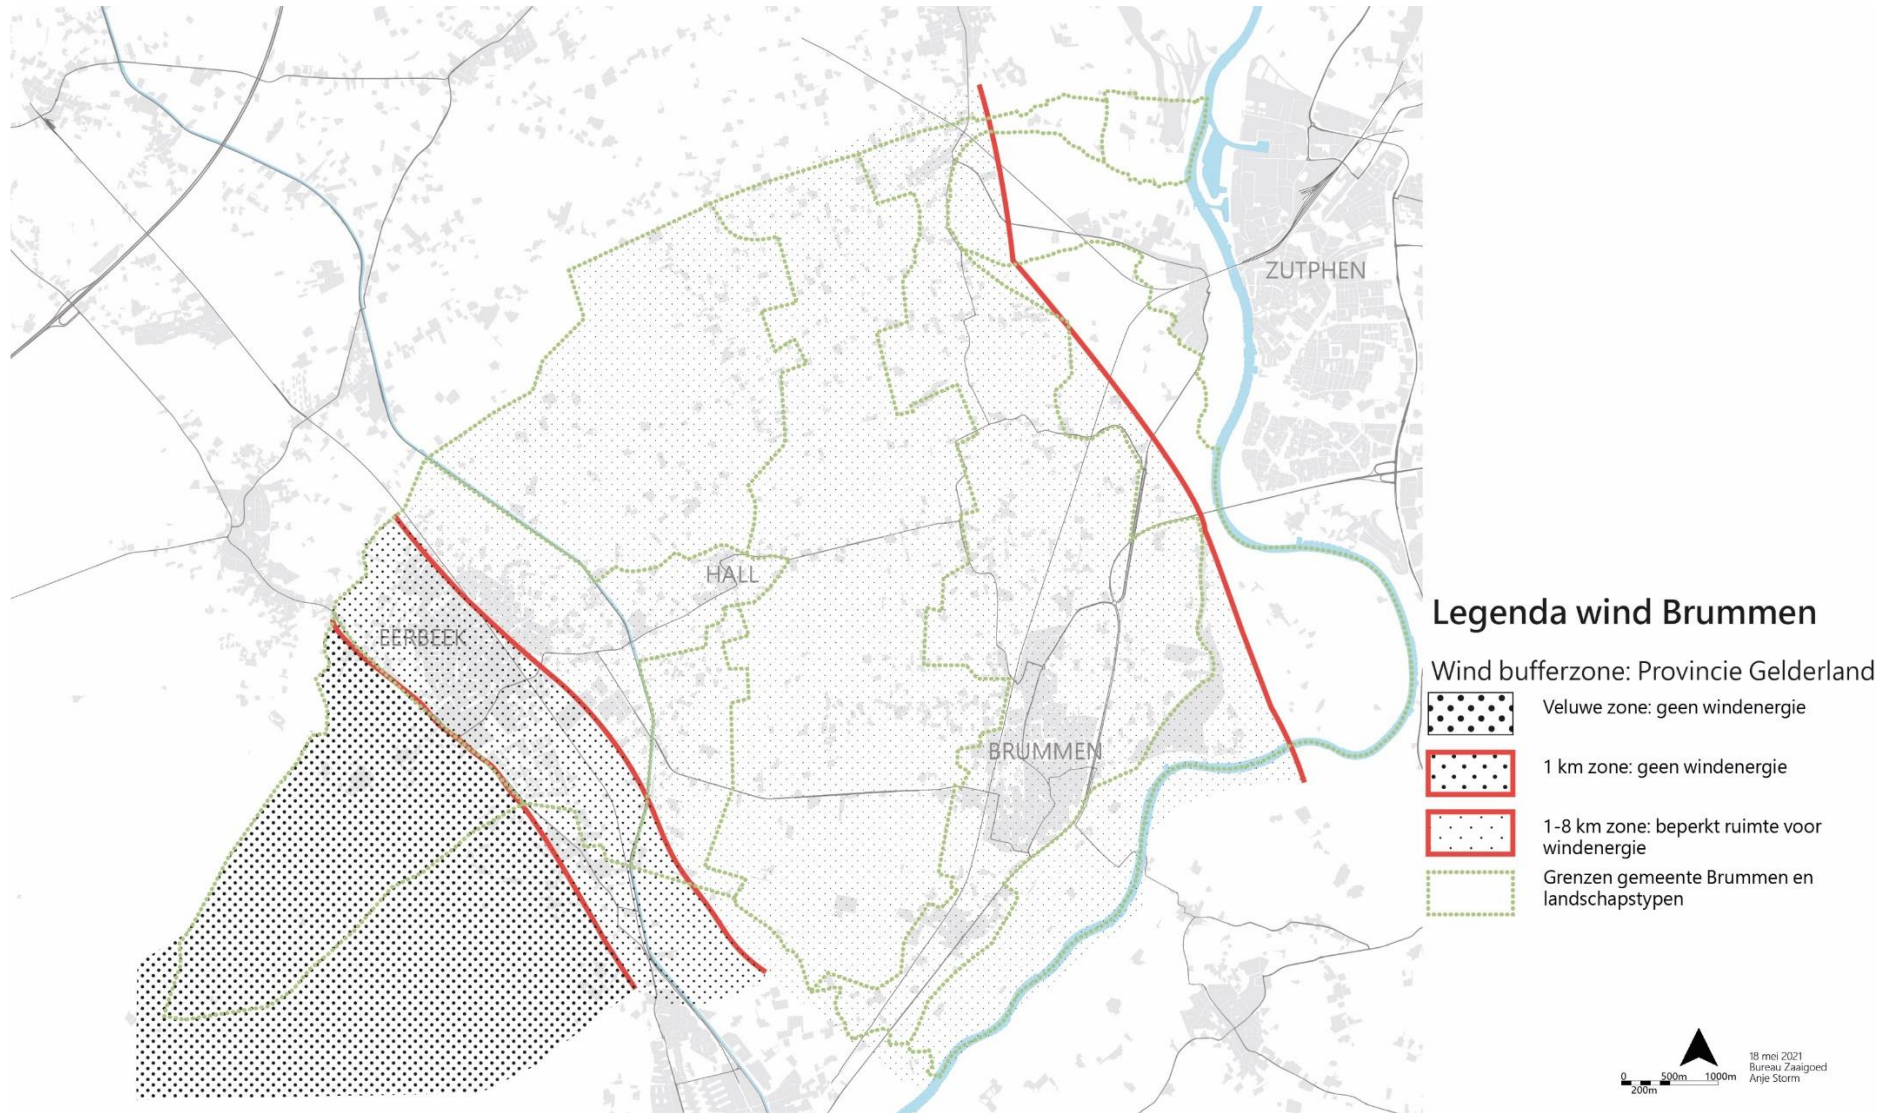 ZUTPHEN
HALL
EERBEEK
BRUMMEN
Legenda wind Brummen
Wind bufferzone: Provincie Gelderland
Veluwe zone: geen windenergie
1 km zone: geen windenergie
1-8 km zone: beperkt ruimte voor
windenergie
Grenzen gemeente Brummen en
landschapstypen
0 500m 1000m
200m
18 mei 2021
Bureau Zaaigoed
Anje Storm